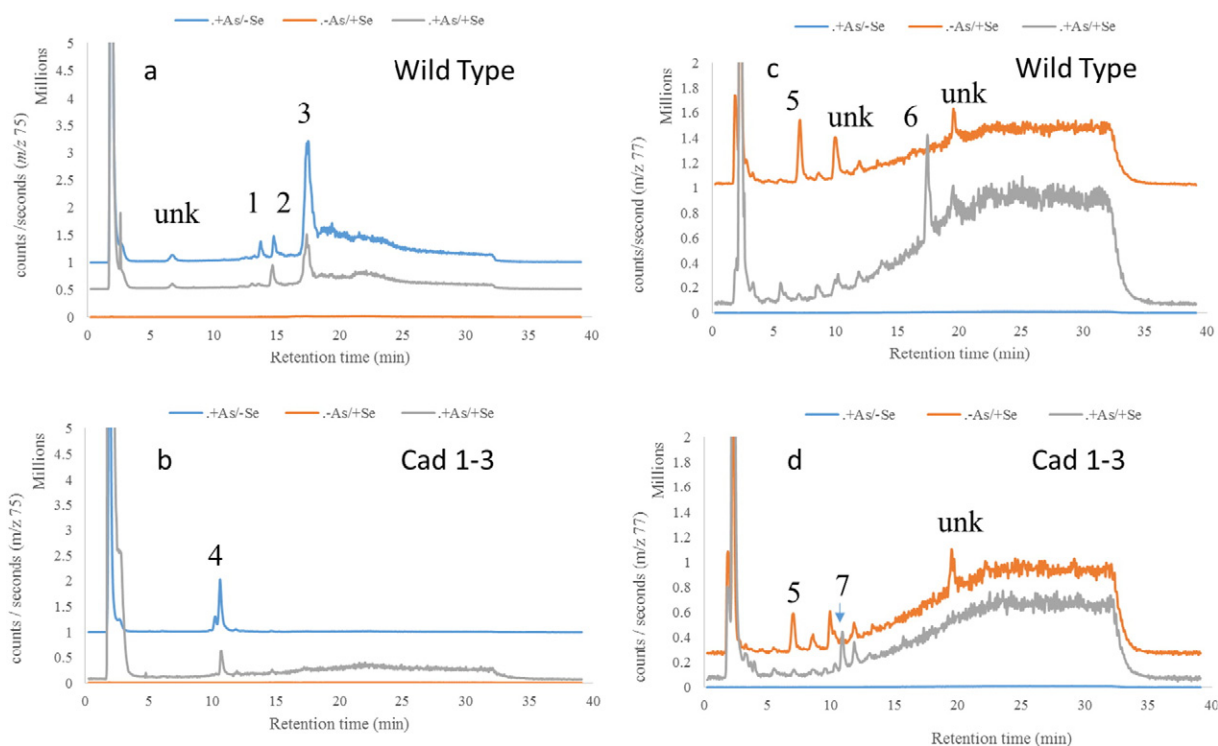 .+As/-Se .-As/+Se .+As/+Se
a
Wild Type
Millions
counts /seconds (m/z 75)
5
4.5
4
3.5
3
2.5
2
1.5
1
0.5
0
unk
1
2
3
0 5 10 15 20 25 30 35 40
Retention time (min)
.+As/-Se .-As/+Se .+As/+Se
c
Wild Type
Millions
counts/second (m/z 77)
2
1.8
1.6
1.4
1.2
1
0.8
0.6
0.4
0.2
0
5
unk
6
unk
0 5 10 15 20 25 30 35 40
Retention time (min)
.+As/-Se .-As/+Se .+As/+Se
b
Cad 1-3
Millions
counts / seconds (m/z 75)
5
4.5
4
3.5
3
2.5
2
1.5
1
0.5
0
4
0 5 10 15 20 25 30 35 40
Retention time (min)
.+As/-Se .-As/+Se .+As/+Se
d
Cad 1-3
Millions
counts / seconds (m/z 77)
2
1.8
1.6
1.4
1.2
1
0.8
0.6
0.4
0.2
0
5
7
unk
0 5 10 15 20 25 30 35 40
Retention time (min)